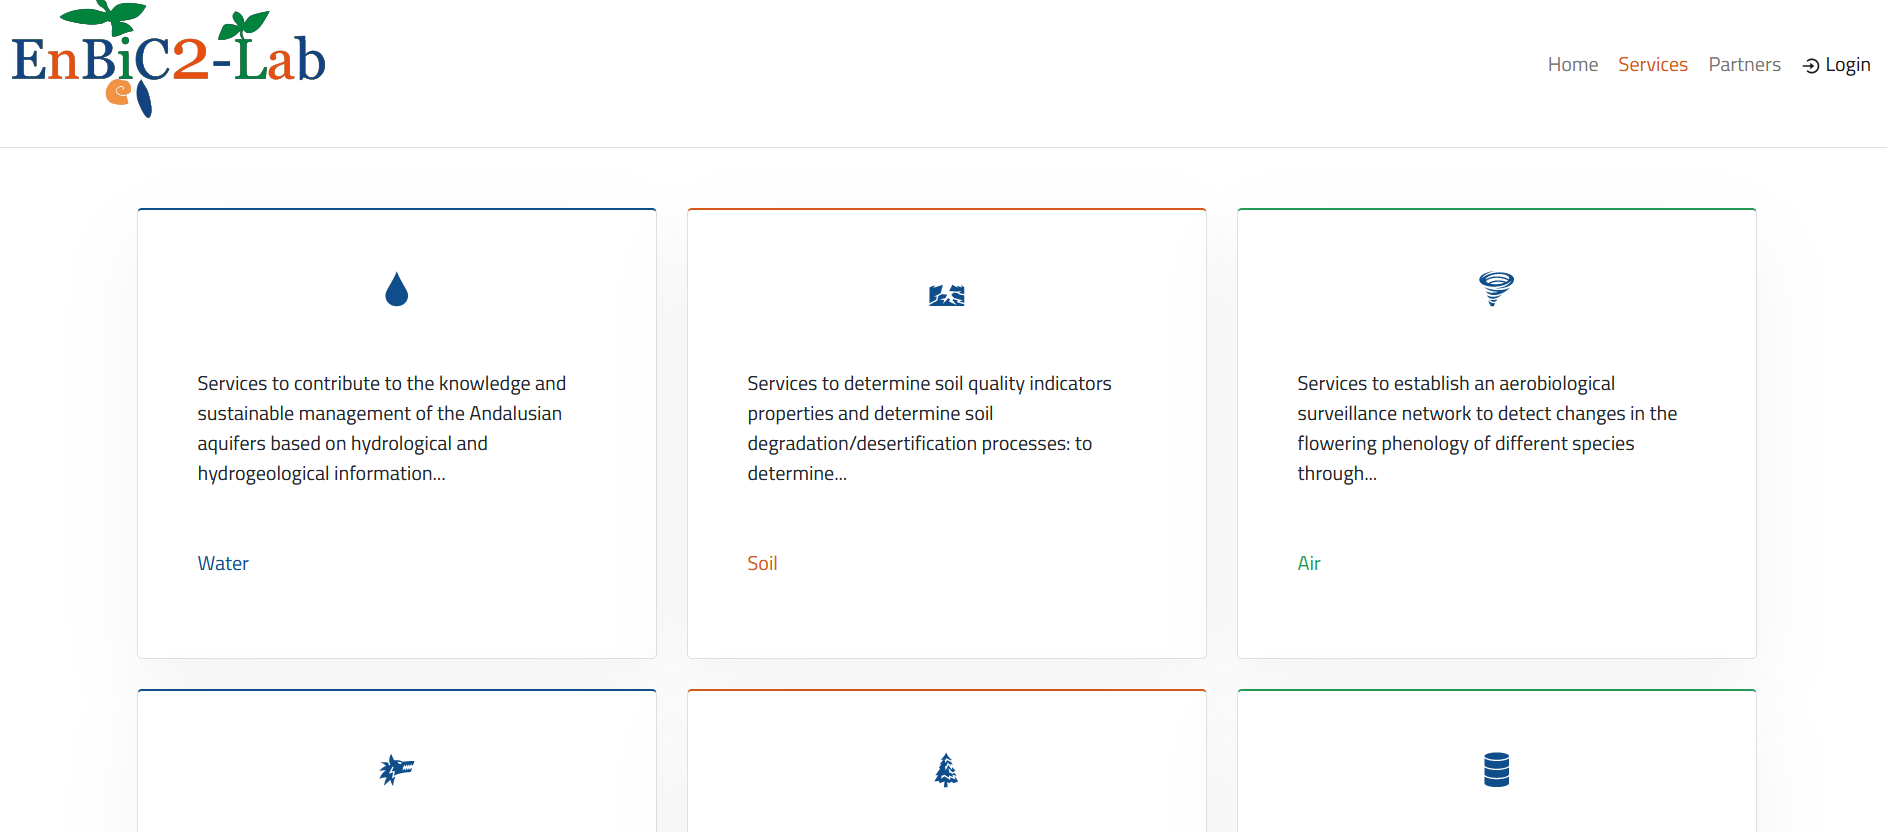 EnBiC2-Lab
Home Services Partners Login
Services to contribute to the knowledge and
sustainable management of the Andalusian
aquifers based on hydrological and
hydrogeological information...
Water
Services to determine soil quality indicators
properties and determine soil
degradation/desertification processes: to
determine...
Soil
Services to establish an aerobiological
surveillance network to detect changes in the
flowering phenology of different species
through...
Air